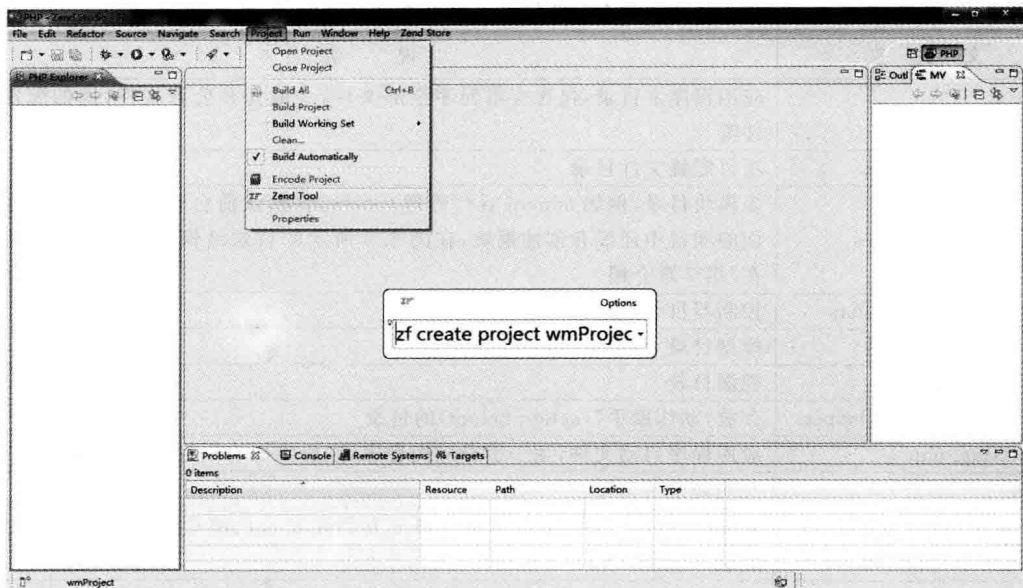 PHP - Zend Studio
File Edit Refactor Source Navigate Search Project Run Window Help Zend Store
Open Project
Close Project
Build All Ctrl+B
Build Project
Build Working Set
Clean...
Build Automatically
Encode Project
Zend Tool
Properties
PHP
PHP Explorer
Outl MV
Options
zf create project wmProjec
Problems Console Remote Systems Targets
0 items
Description Resource Path Location Type
wmProject